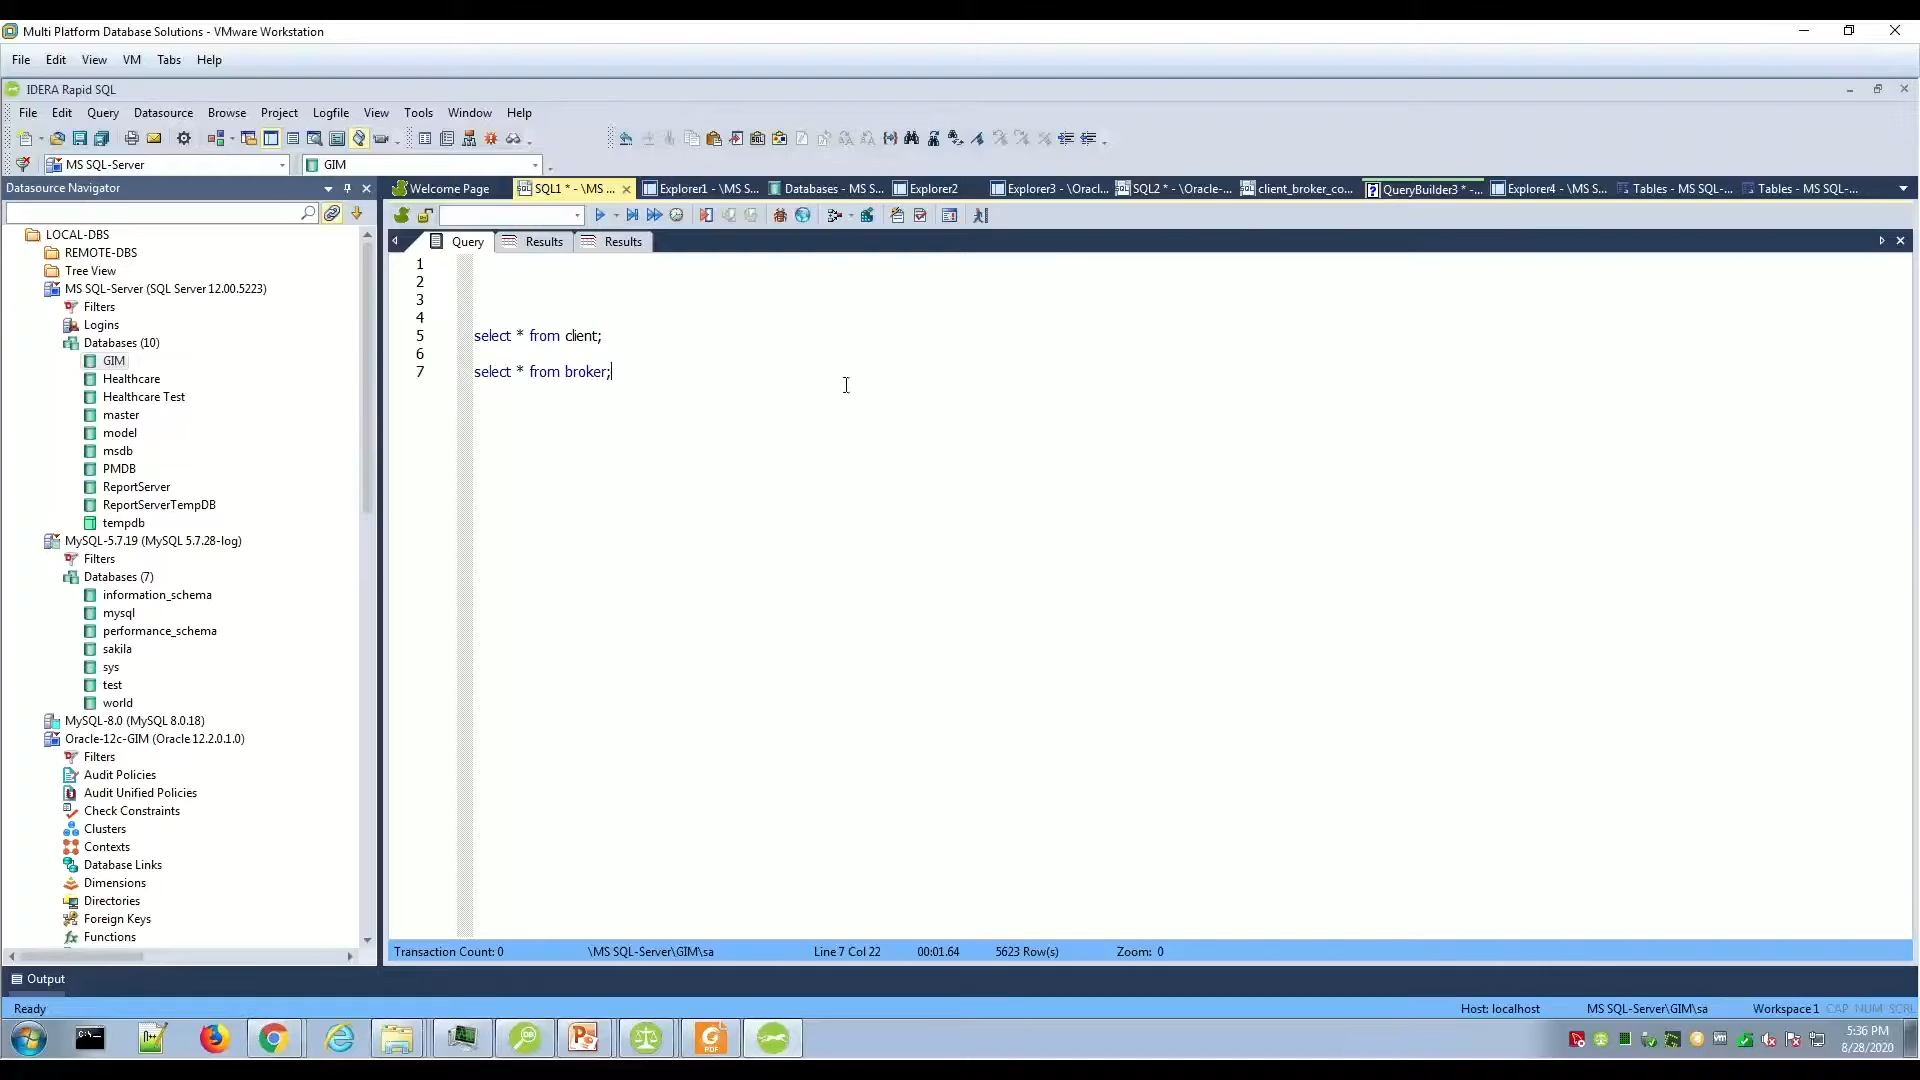 Multi Platform Database Solutions - VMware Workstation
File Edit View VM Tabs Help
IDERA Rapid SQL
File Edit Query Datasource Browse Project Logfile View Tools Window Help
MS SQL-Server GIM
Datasource Navigator
Welcome Page SQL1 * - \MS ... Explorer1 - \MS S... Databases - MS S... Explorer2 Explorer3 - \Oracl... SQL2 * - \Oracle-... client_broker_co... QueryBuilder3 * -... Explorer4 - \MS S... Tables - MS SQL-... Tables - MS SQL-...
Query Results Results
LOCAL-DBS
REMOTE-DBS
Tree View
MS SQL-Server (SQL Server 12.00.5223)
Filters
Logins
Databases (10)
GIM
Healthcare
Healthcare Test
master
model
msdb
PMDB
ReportServer
ReportServerTempDB
tempdb
MySQL-5.7.19 (MySQL 5.7.28-log)
Filters
Databases (7)
information_schema
mysql
performance_schema
sakila
sys
test
world
MySQL-8.0 (MySQL 8.0.18)
Oracle-12c-GIM (Oracle 12.2.0.1.0)
Filters
Audit Policies
Audit Unified Policies
Check Constraints
Clusters
Contexts
Database Links
Dimensions
Directories
Foreign Keys
Functions
1
2
3
4
5 select * from client;
6
7 select * from broker;
Transaction Count: 0 \MS SQL-Server\GIM\sa Line 7 Col 22 00:01.64 5623 Row(s) Zoom: 0
Output
Ready Host: localhost MS SQL-Server\GIM\sa Workspace1 CAP NUM SCRL
5:36 PM
8/28/2020